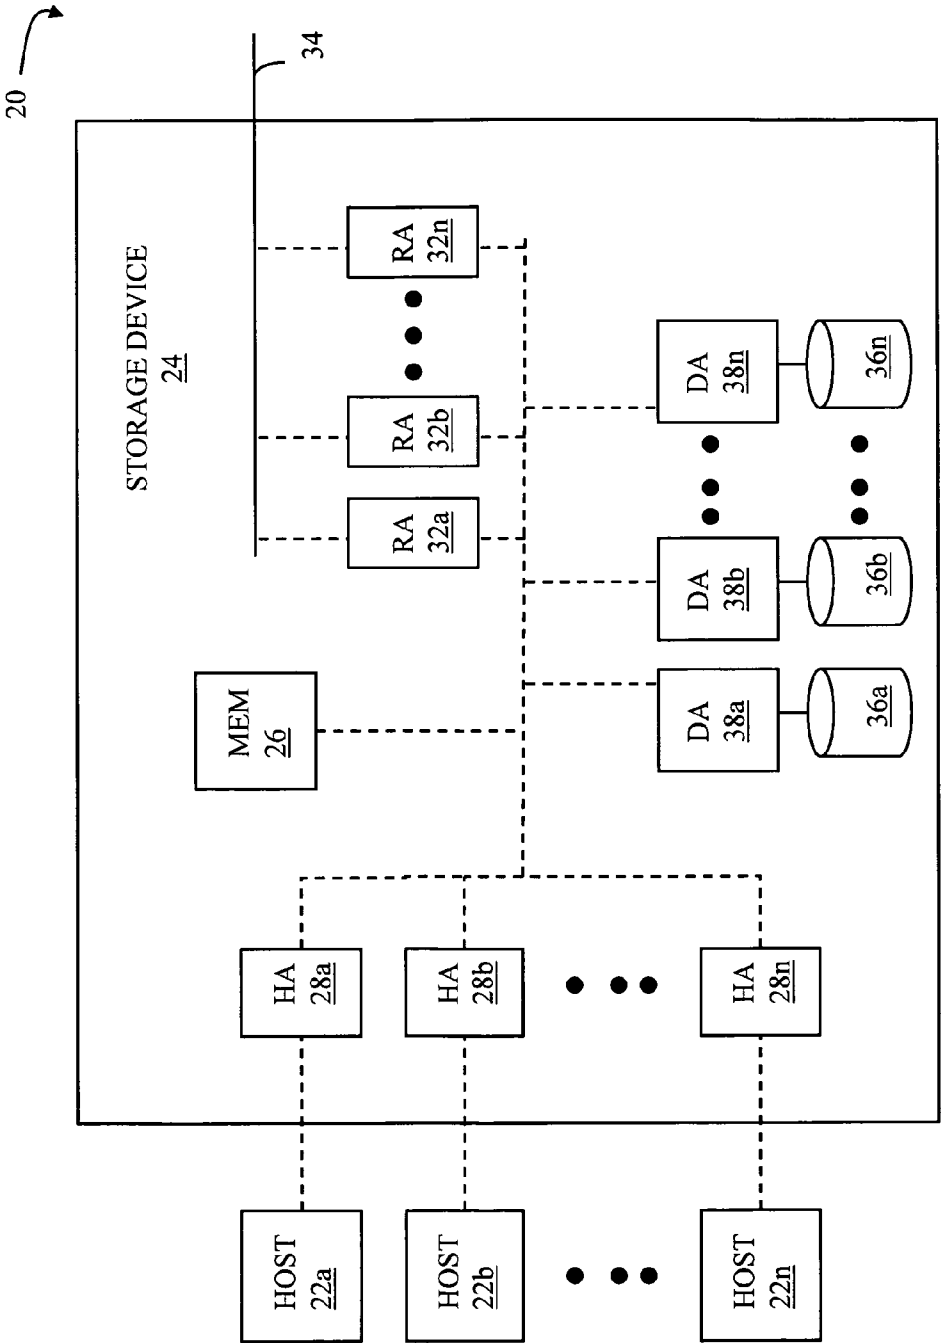 20
STORAGE DEVICE
24
34
MEM
26
RA
32a
RA
32b
RA
32n
HOST
22a
HA
28a
HOST
22b
HA
28b
HOST
22n
HA
28n
DA
38a
DA
38b
DA
38n
36a
36b
36n